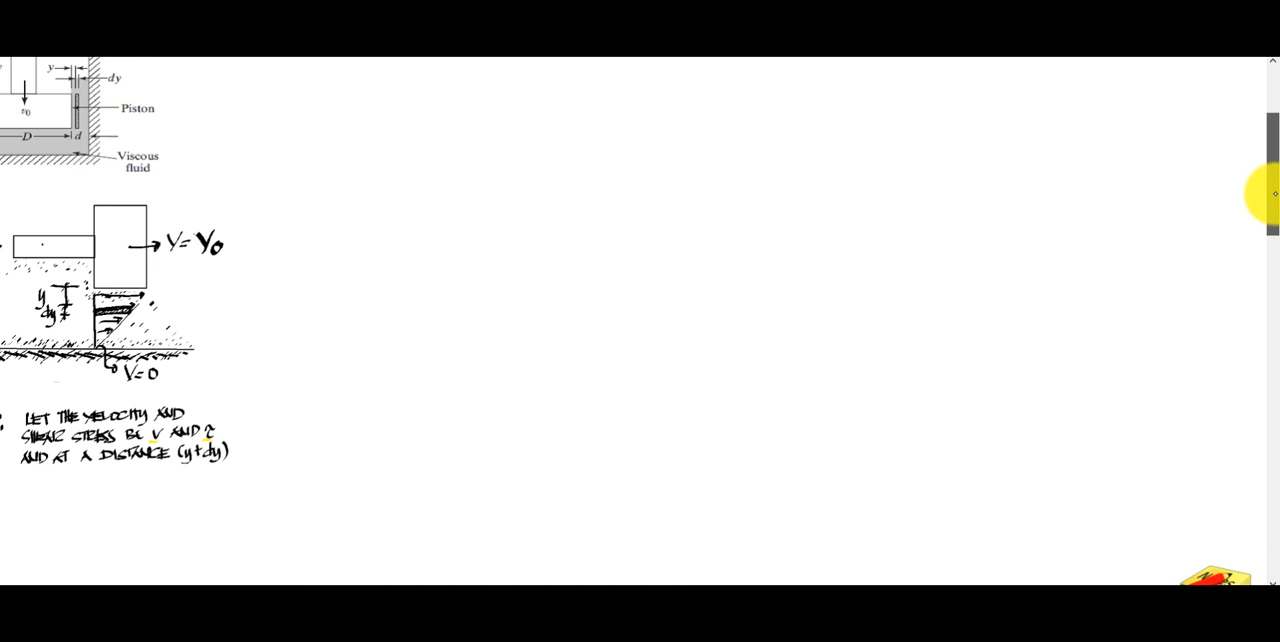 y
dy
v0
Piston
D
d
Viscous
fluid
V= V0
y
dy
V=0
LET THE VELOCITY AND
SHEAR STRESS BE V AND τ
AND AT A DISTANCE (y+dy)